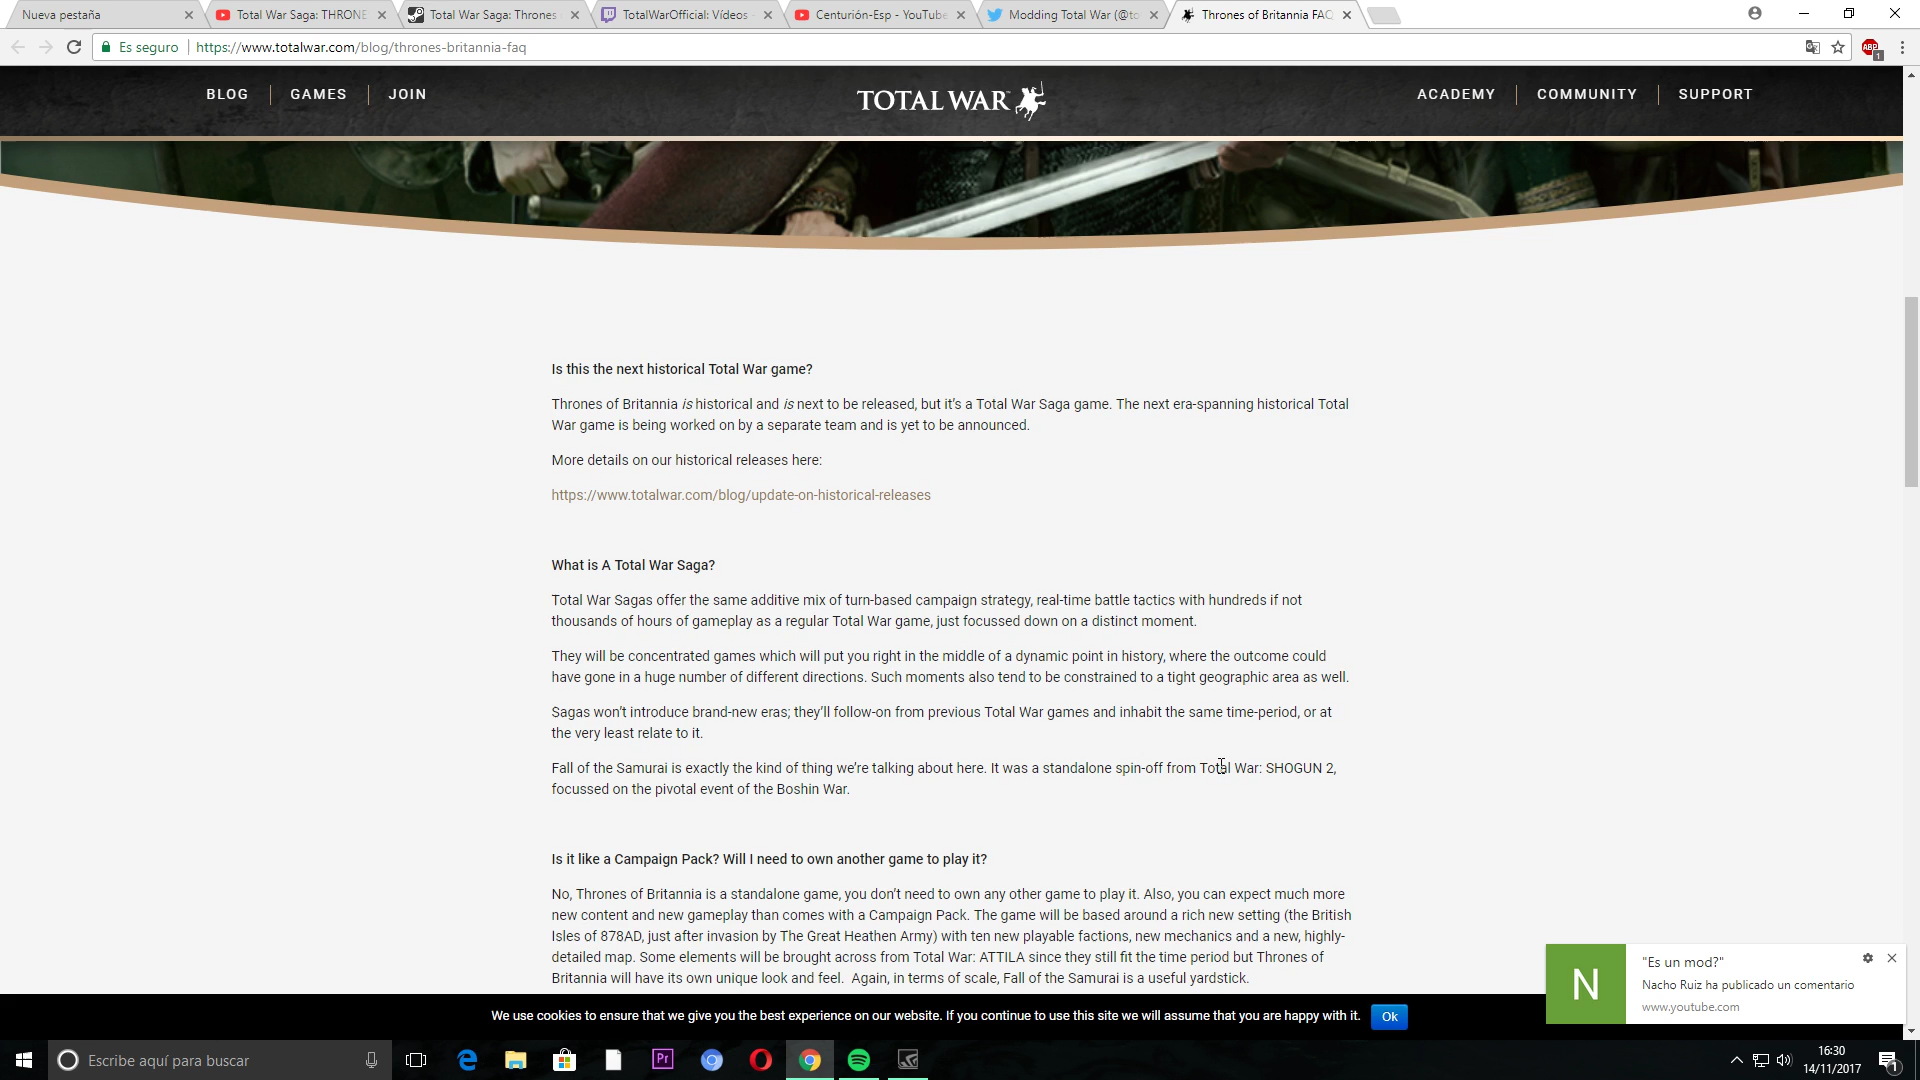 Nueva pestaña
Total War Saga: THRONE
Total War Saga: Thrones
TotalWarOfficial: Vídeos
Centurión-Esp - YouTube
Modding Total War (@to
Thrones of Britannia FAQ
Es seguro
https://www.totalwar.com/blog/thrones-britannia-faq
ABP
1
BLOG
GAMES
JOIN
TOTAL WAR
ACADEMY
COMMUNITY
SUPPORT
Is this the next historical Total War game?
Thrones of Britannia is historical and is next to be released, but it's a Total War Saga game. The next era-spanning historical Total
War game is being worked on by a separate team and is yet to be announced.
More details on our historical releases here:
https://www.totalwar.com/blog/update-on-historical-releases
What is A Total War Saga?
Total War Sagas offer the same additive mix of turn-based campaign strategy, real-time battle tactics with hundreds if not
thousands of hours of gameplay as a regular Total War game, just focussed down on a distinct moment.
They will be concentrated games which will put you right in the middle of a dynamic point in history, where the outcome could
have gone in a huge number of different directions. Such moments also tend to be constrained to a tight geographic area as well.
Sagas won't introduce brand-new eras; they'll follow-on from previous Total War games and inhabit the same time-period, or at
the very least relate to it.
Fall of the Samurai is exactly the kind of thing we're talking about here. It was a standalone spin-off from Total War: SHOGUN 2,
focussed on the pivotal event of the Boshin War.
Is it like a Campaign Pack? Will I need to own another game to play it?
No, Thrones of Britannia is a standalone game, you don't need to own any other game to play it. Also, you can expect much more
new content and new gameplay than comes with a Campaign Pack. The game will be based around a rich new setting (the British
Isles of 878AD, just after invasion by The Great Heathen Army) with ten new playable factions, new mechanics and a new, highly-
detailed map. Some elements will be brought across from Total War: ATTILA since they still fit the time period but Thrones of
Britannia will have its own unique look and feel.  Again, in terms of scale, Fall of the Samurai is a useful yardstick.
N
"Es un mod?"
Nacho Ruiz ha publicado un comentario
www.youtube.com
We use cookies to ensure that we give you the best experience on our website. If you continue to use this site we will assume that you are happy with it.
Ok
Escribe aquí para buscar
Pr
16:30
14/11/2017
1